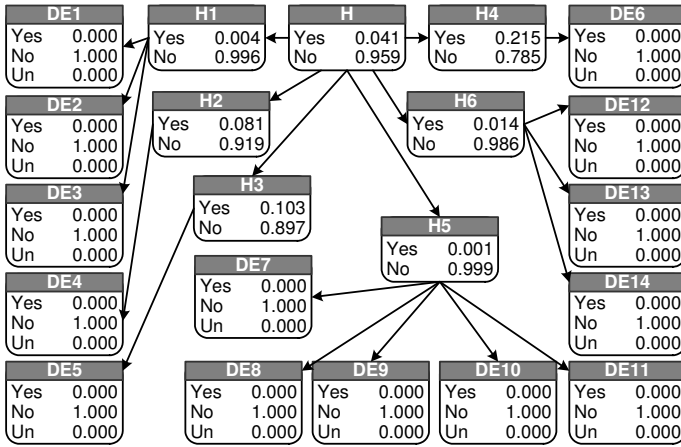 DE1
Yes 0.000
No 1.000
Un 0.000
H1
Yes 0.004
No 0.996
H
Yes 0.041
No 0.959
H4
Yes 0.215
No 0.785
DE6
Yes 0.000
No 1.000
Un 0.000
DE2
Yes 0.000
No 1.000
Un 0.000
H2
Yes 0.081
No 0.919
H6
Yes 0.014
No 0.986
DE12
Yes 0.000
No 1.000
Un 0.000
DE3
Yes 0.000
No 1.000
Un 0.000
H3
Yes 0.103
No 0.897
DE13
Yes 0.000
No 1.000
Un 0.000
H5
Yes 0.001
No 0.999
DE7
Yes 0.000
No 1.000
Un 0.000
DE4
Yes 0.000
No 1.000
Un 0.000
DE14
Yes 0.000
No 1.000
Un 0.000
DE5
Yes 0.000
No 1.000
Un 0.000
DE8
Yes 0.000
No 1.000
Un 0.000
DE9
Yes 0.000
No 1.000
Un 0.000
DE10
Yes 0.000
No 1.000
Un 0.000
DE11
Yes 0.000
No 1.000
Un 0.000